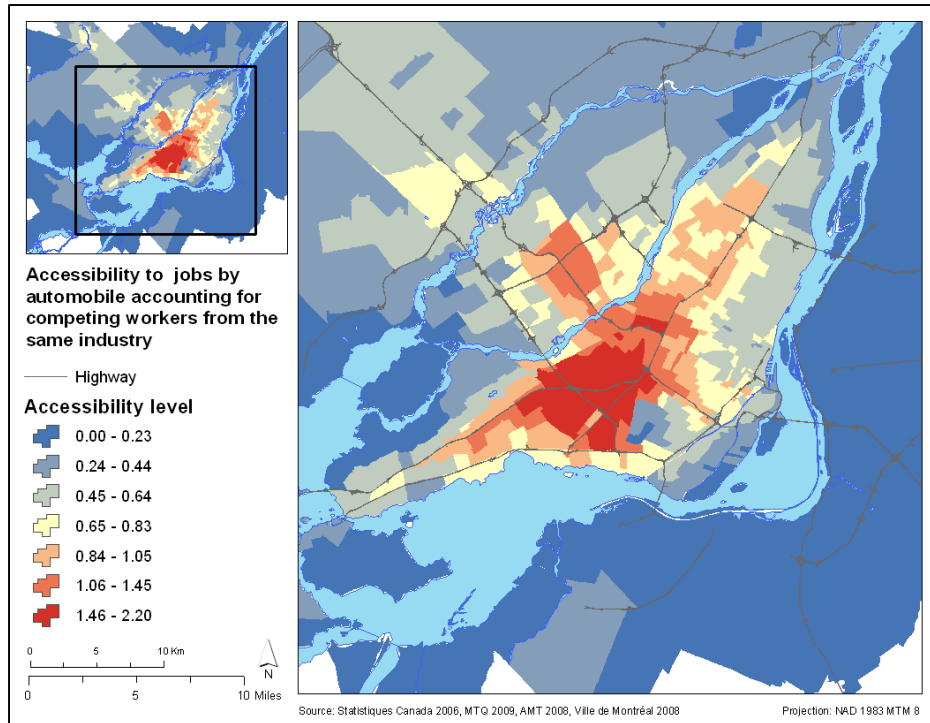 Accessibility to jobs by
automobile accounting for
competing workers from the
same industry
Highway
Accessibility level
0.00 - 0.23
0.24 - 0.44
0.45 - 0.64
0.65 - 0.83
0.84 - 1.05
1.06 - 1.45
1.46 - 2.20
0 5 10 Km
N
0 5 10 Miles
Source: Statistiques Canada 2006, MTQ 2009, AMT 2008, Ville de Montréal 2008 Projection: NAD 1983 MTM 8